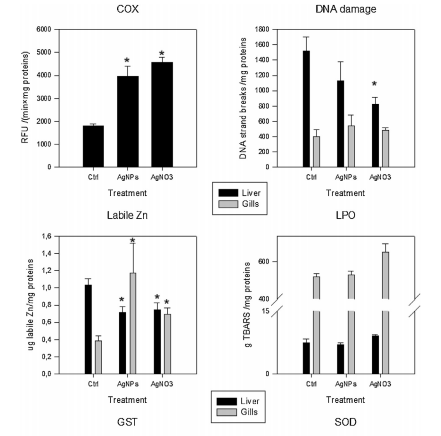 COX
DNA damage
6000
5000
4000
3000
2000
1000
0
RFU /(min×mg proteins)
* *
Ctrl AgNPs AgNO3
Treatment
1800
1600
1400
1200
1000
800
600
400
200
0
DNA strand breaks /mg proteins
*
Ctrl AgNPs AgNO3
Treatment
Liver
Gills
Labile Zn
LPO
1,6
1,4
1,2
1,0
0,8
0,6
0,4
0,2
0,0
ug labile Zn/mg proteins
* * * *
Ctrl AgNPs AgNO3
Treatment
600
400
15
0
g TBARS /mg proteins
Ctrl AgNPs AgNO3
Treatment
Liver
Gills
GST
SOD